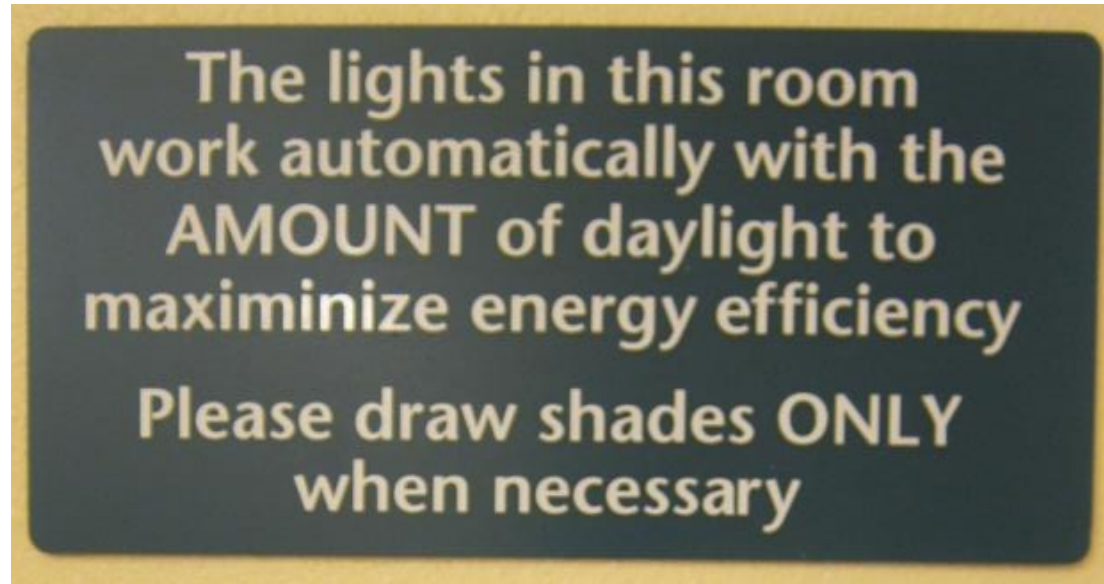 The lights in this room
work automatically with the
AMOUNT of daylight to
maximinize energy efficiency
Please draw shades ONLY
when necessary